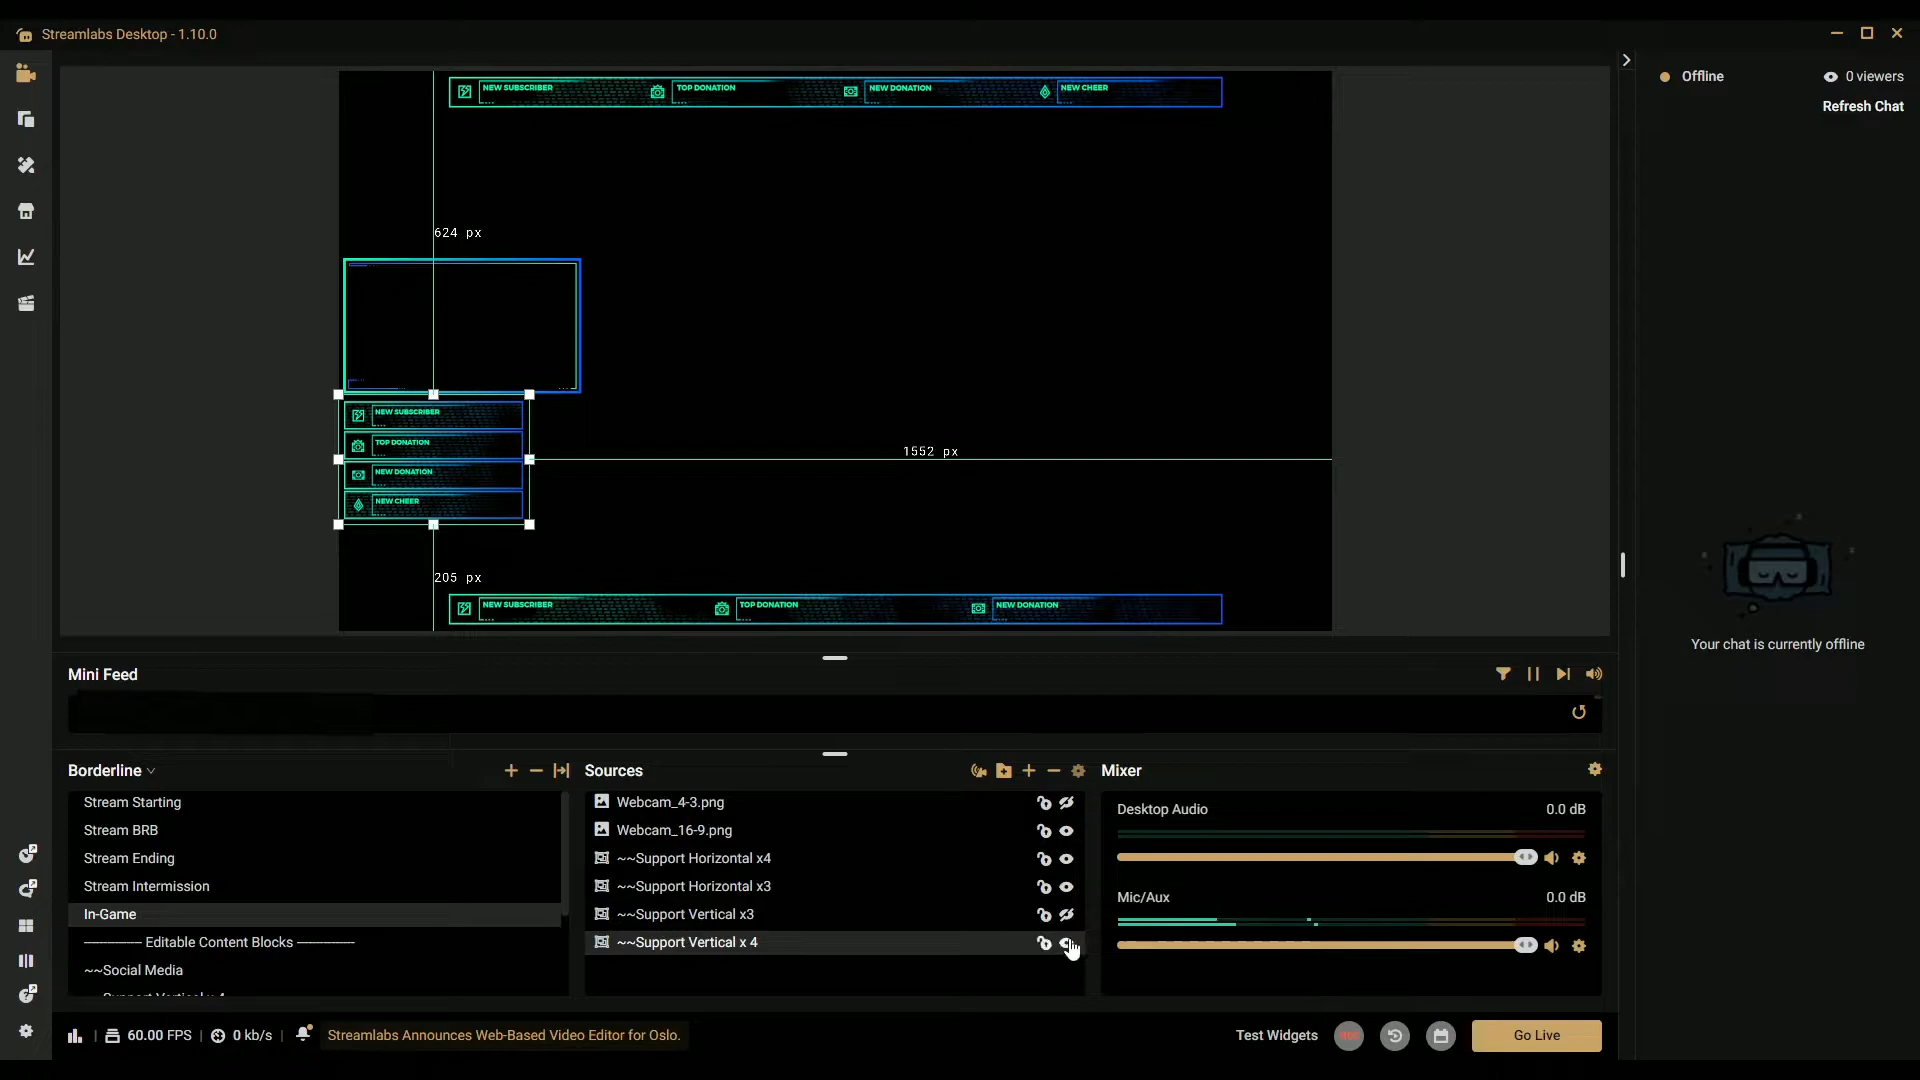 Streamlabs Desktop - 1.10.0
Offline
0 viewers
Refresh Chat
NEW SUBSCRIBER
TOP DONATION
NEW DONATION
NEW CHEER
624 px
NEW SUBSCRIBER
TOP DONATION
NEW DONATION
NEW CHEER
1552 px
205 px
NEW SUBSCRIBER
TOP DONATION
NEW DONATION
Your chat is currently offline
Mini Feed
Borderline
Stream Starting
Stream BRB
Stream Ending
Stream Intermission
In-Game
---------------- Editable Content Blocks ----------------
~~Social Media
Sources
Webcam_4-3.png
Webcam_16-9.png
~~Support Horizontal x4
~~Support Horizontal x3
~~Support Vertical x3
~~Support Vertical x 4
Mixer
Desktop Audio
0.0 dB
Mic/Aux
0.0 dB
60.00 FPS
0 kb/s
Streamlabs Announces Web-Based Video Editor for Oslo.
Test Widgets
REC
Go Live